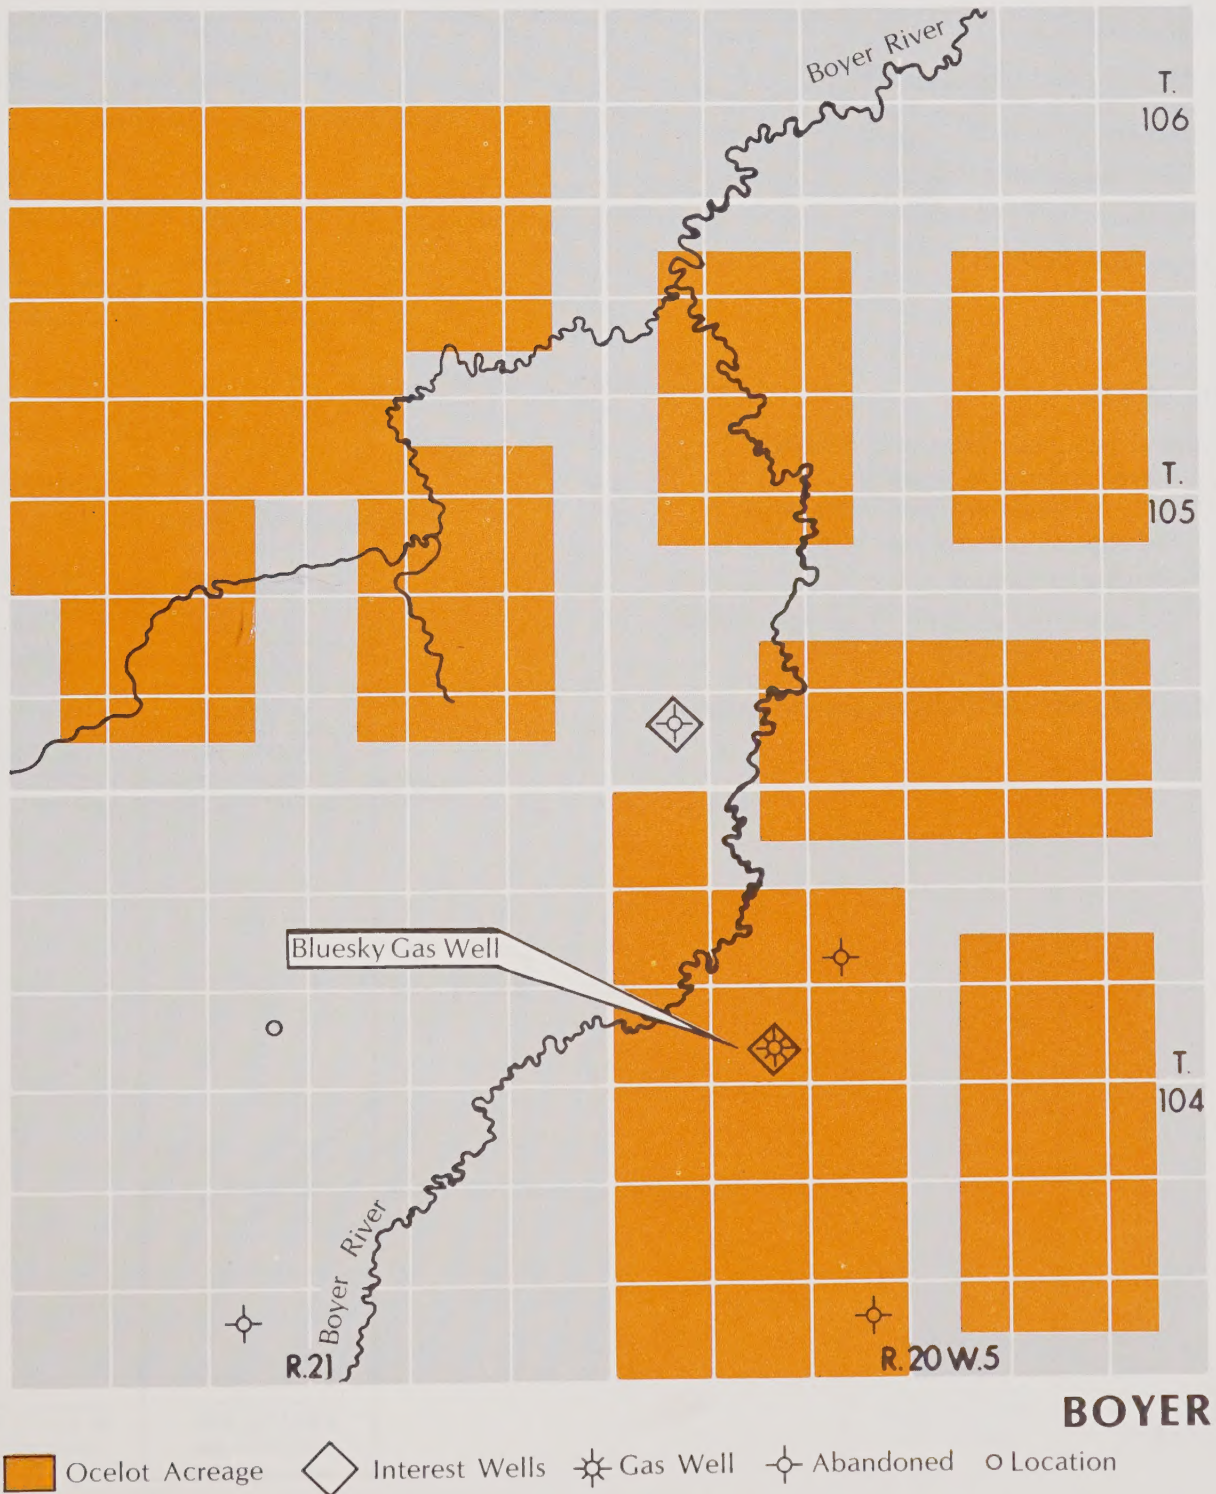 Boyer River
T.
106
T.
105
Bluesky Gas Well
T.
104
Boyer River
R.21
R.20 W.5
BOYER
Ocelot Acreage
Interest Wells
Gas Well
Abandoned
Location